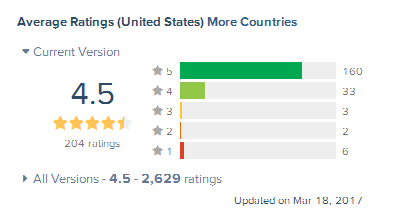 Average Ratings (United States) More Countries
Current Version
4.5
204 ratings
5 160
4 33
3 3
2 2
1 6
All Versions - 4.5 - 2,629 ratings
Updated on Mar 18, 2017